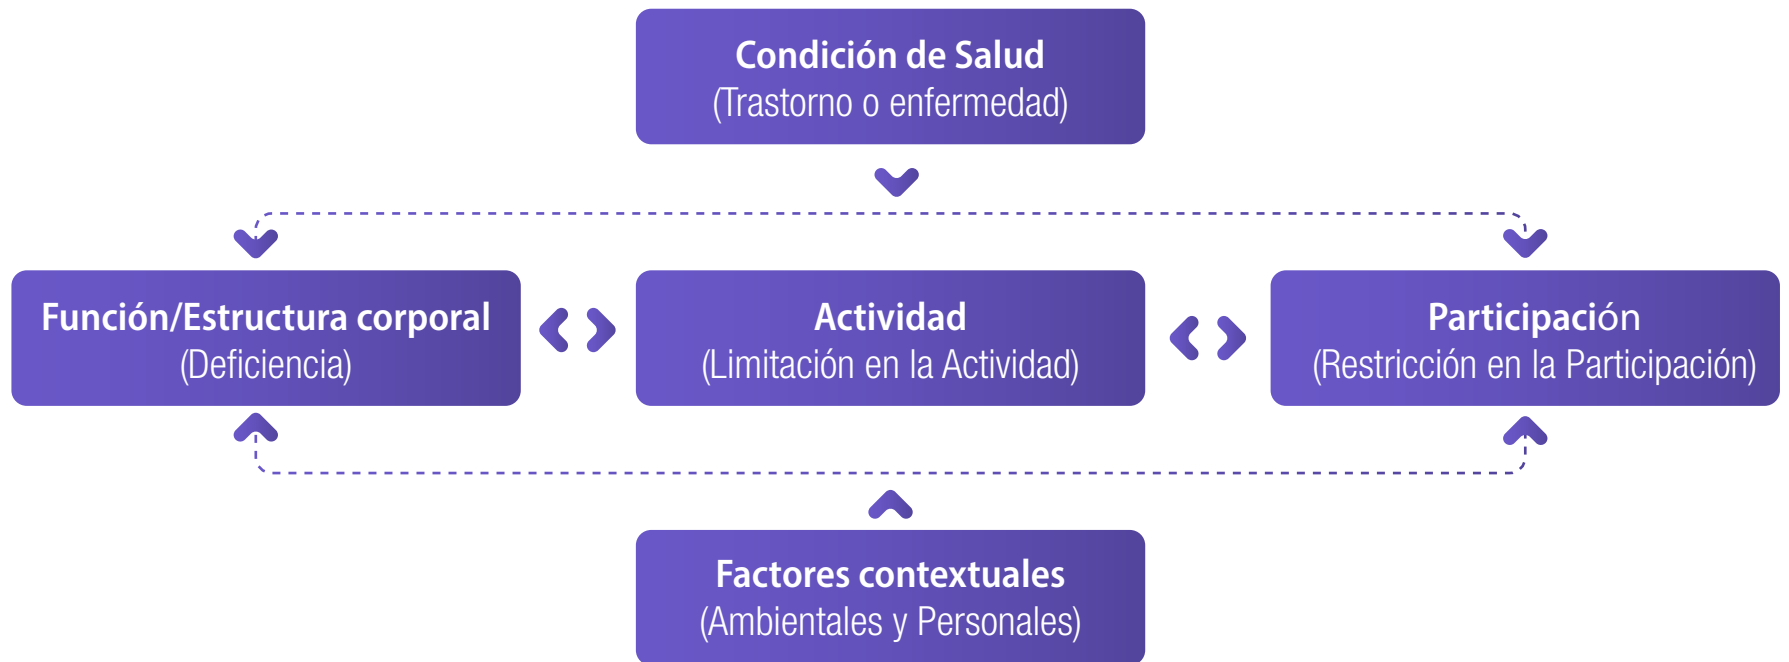 Condición de Salud
(Trastorno o enfermedad)
Función/Estructura corporal
(Deficiencia)
Actividad
(Limitación en la Actividad)
Participación
(Restricción en la Participación)
Factores contextuales
(Ambientales y Personales)